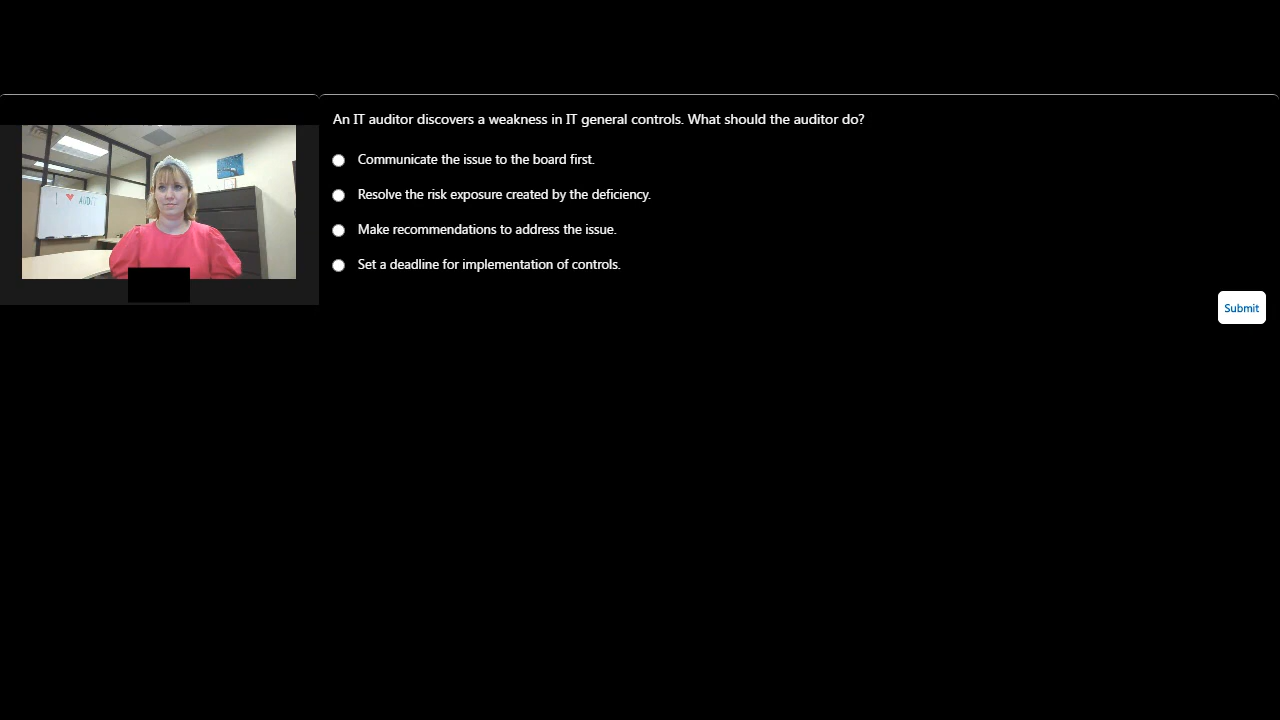 An IT auditor discovers a weakness in IT general controls. What should the auditor do?
Communicate the issue to the board first.
Resolve the risk exposure created by the deficiency.
Make recommendations to address the issue.
Set a deadline for implementation of controls.
Submit
I ♥ AUDIT